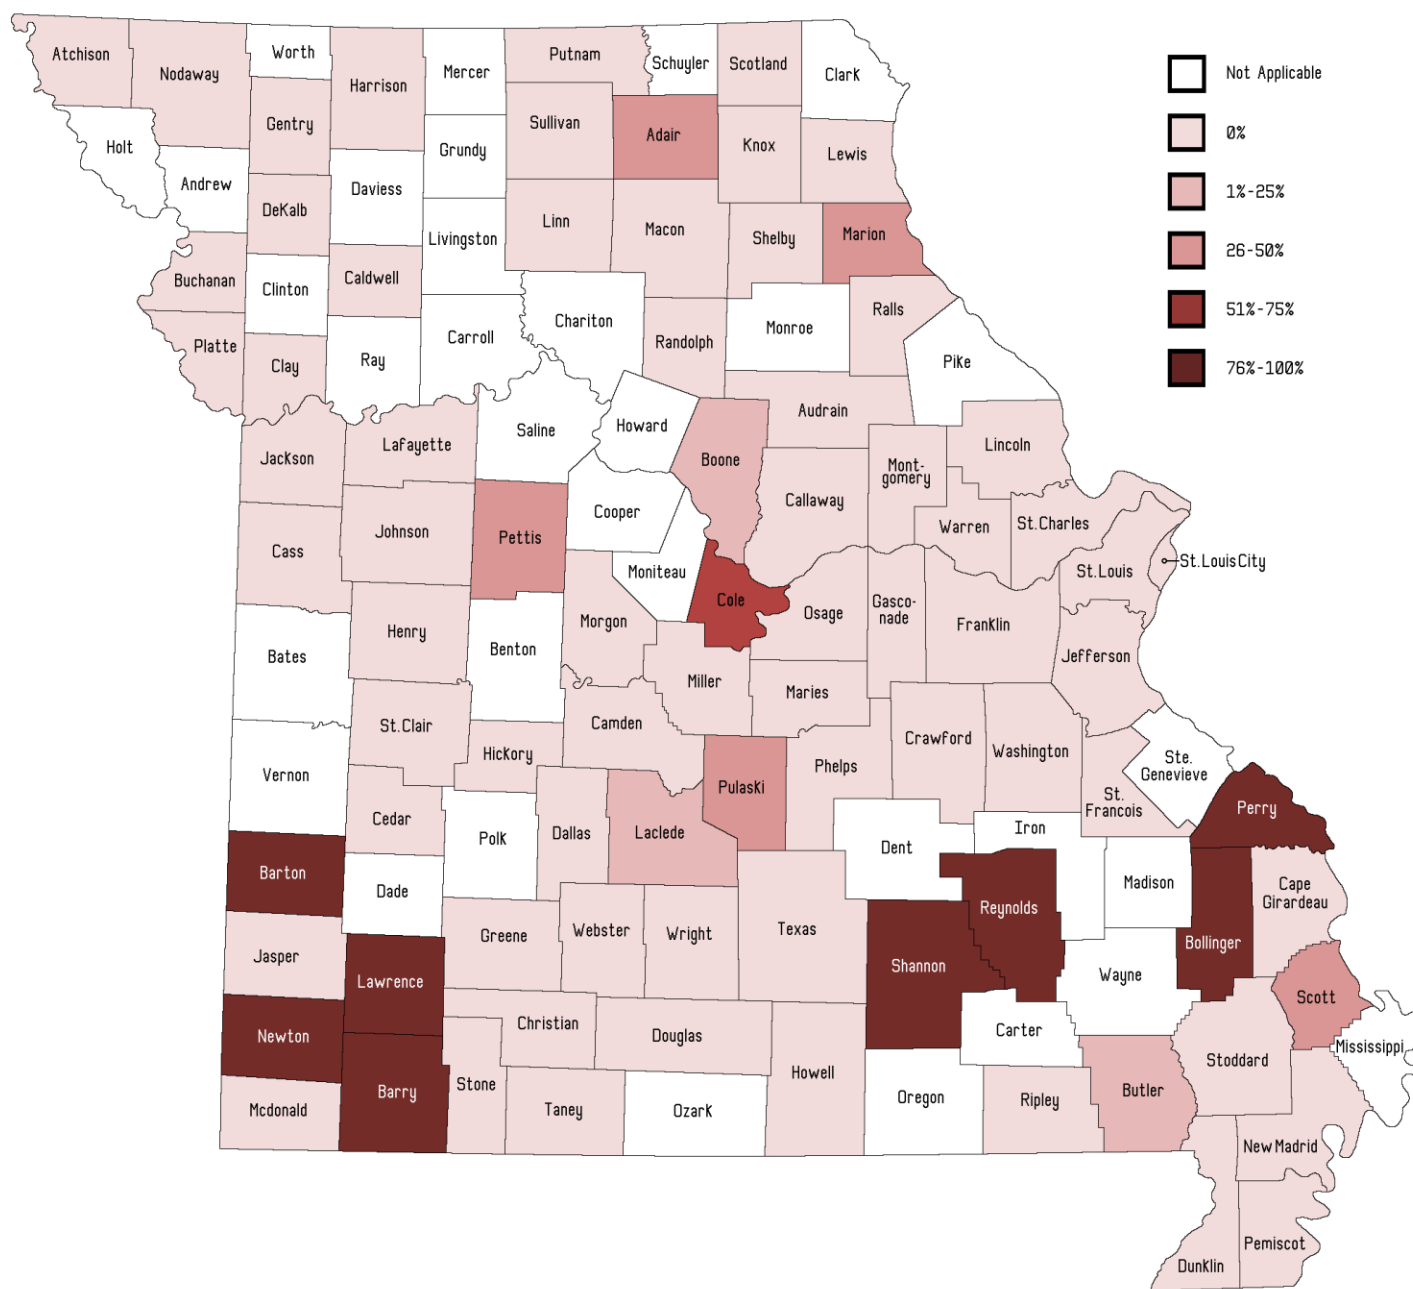 Atchison
Nodaway
Worth
Harrison
Mercer
Putnam
Schuyler
Scotland
Clark
Holt
Andrew
Gentry
DeKalb
Daviess
Grundy
Sullivan
Adair
Knox
Lewis
Livingston
Linn
Macon
Shelby
Marion
Buchanan
Clinton
Caldwell
Platte
Clay
Ray
Carroll
Chariton
Randolph
Monroe
Ralls
Pike
Jackson
Lafayette
Saline
Howard
Boone
Audrain
Mont-
gomery
Lincoln
Callaway
Warren
St.Charles
St.Louis
St.LouisCity
Cass
Johnson
Pettis
Cooper
Moniteau
Cole
Osage
Gasco-
nade
Franklin
Jefferson
Bates
Henry
Benton
Morgon
Miller
Maries
Camden
St.Clair
Hickory
Crawford
Washington
Ste.
Genevieve
St.
Francois
Perry
Vernon
Cedar
Polk
Dallas
Laclede
Pulaski
Phelps
Dent
Iron
Madison
Cape
Girardeau
Bollinger
Barton
Dade
Greene
Webster
Wright
Texas
Shannon
Reynolds
Wayne
Scott
Mississippi
Jasper
Lawrence
Newton
Christian
Douglas
Carter
Stoddard
Mcdonald
Barry
Stone
Taney
Ozark
Howell
Oregon
Ripley
Butler
New Madrid
Dunklin
Pemiscot
Not Applicable
0%
1%-25%
26-50%
51%-75%
76%-100%